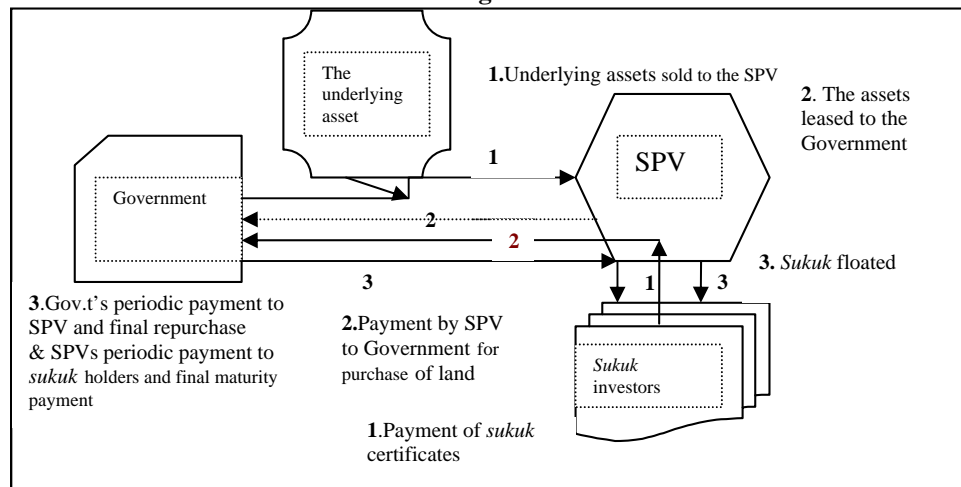 g
The
underlying
asset
1.Underlying assets sold to the SPV
2. The assets
leased to the
Government
SPV
1
Government
2
2
3. Sukuk floated
3
1
3
3.Gov.t's periodic payment to
SPV and final repurchase
& SPVs periodic payment to
sukuk holders and final maturity
payment
2.Payment by SPV
to Government for
purchase of land
Sukuk
investors
1.Payment of sukuk
certificates